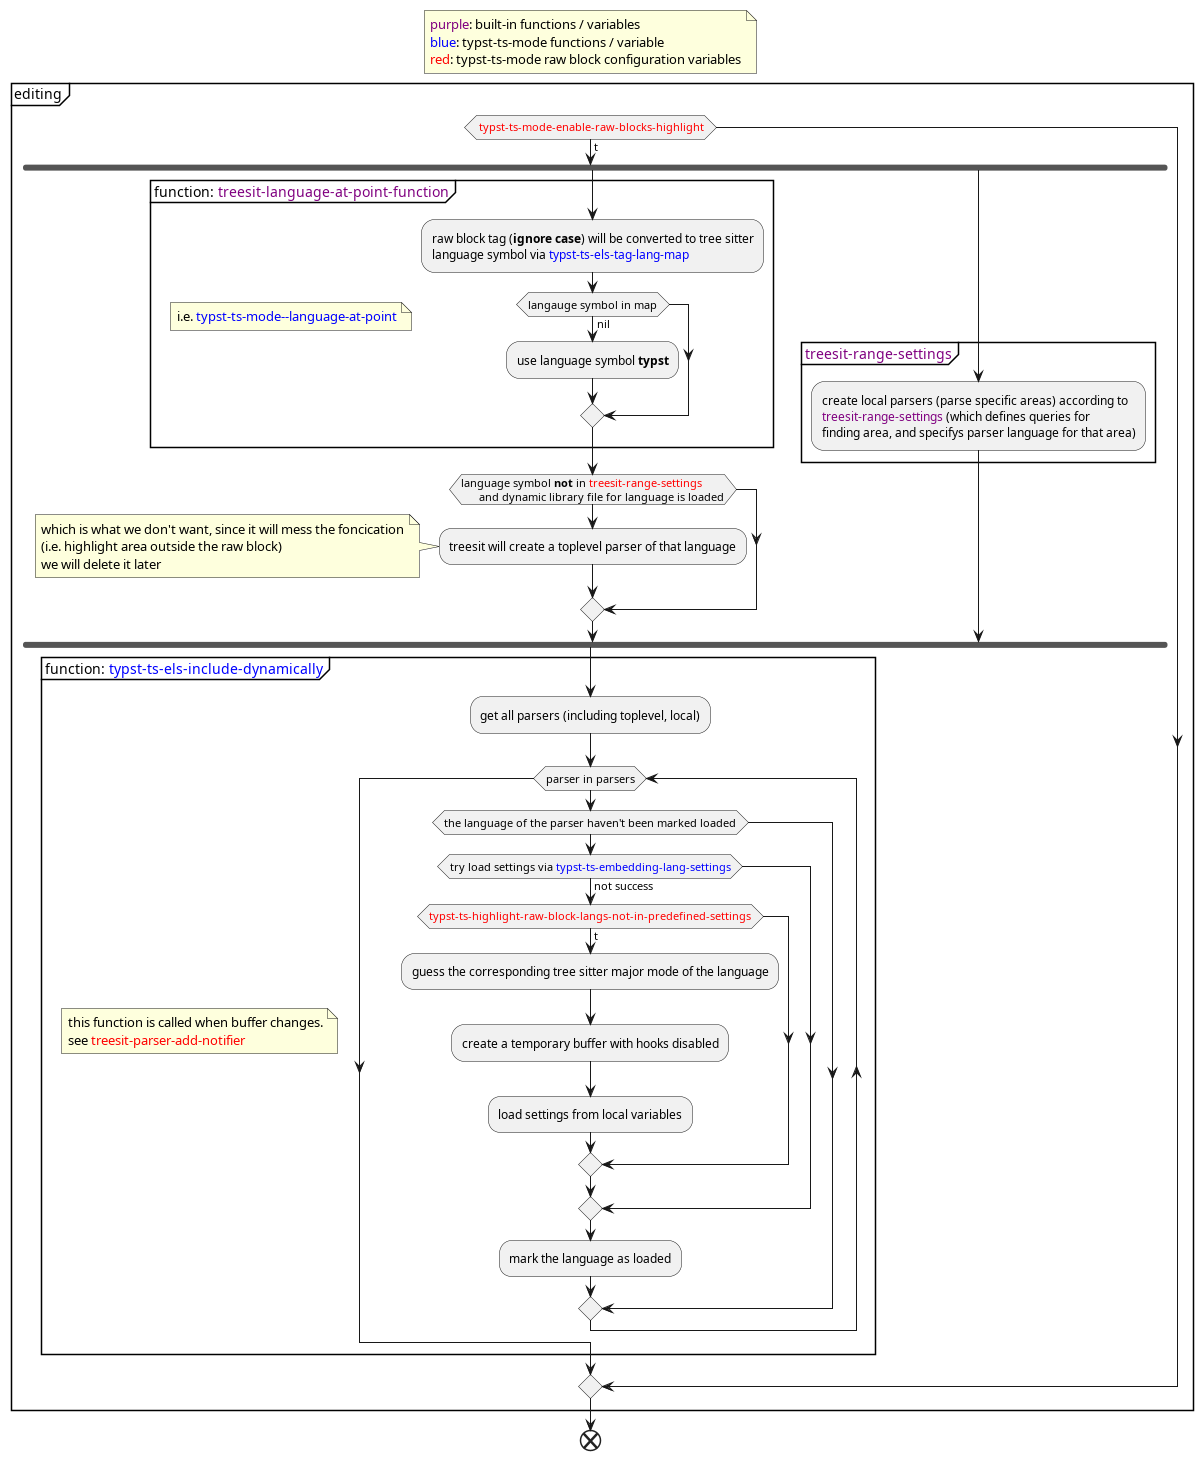 purple: built-in functions / variables
blue: typst-ts-mode functions / variable
red: typst-ts-mode raw block configuration variables
editing
typst-ts-mode-enable-raw-blocks-highlight
t
function: treesit-language-at-point-function
raw block tag (ignore case) will be converted to tree sitter
language symbol via typst-ts-els-tag-lang-map
i.e. typst-ts-mode--language-at-point
langauge symbol in map
nil
use language symbol typst
treesit-range-settings
create local parsers (parse specific areas) according to
treesit-range-settings (which defines queries for
finding area, and specifys parser language for that area)
language symbol not in treesit-range-settings
and dynamic library file for language is loaded
which is what we don't want, since it will mess the foncication
(i.e. highlight area outside the raw block)
we will delete it later
treesit will create a toplevel parser of that language
function: typst-ts-els-include-dynamically
get all parsers (including toplevel, local)
parser in parsers
the language of the parser haven't been marked loaded
try load settings via typst-ts-embedding-lang-settings
not success
typst-ts-highlight-raw-block-langs-not-in-predefined-settings
t
guess the corresponding tree sitter major mode of the language
this function is called when buffer changes.
see treesit-parser-add-notifier
create a temporary buffer with hooks disabled
load settings from local variables
mark the language as loaded